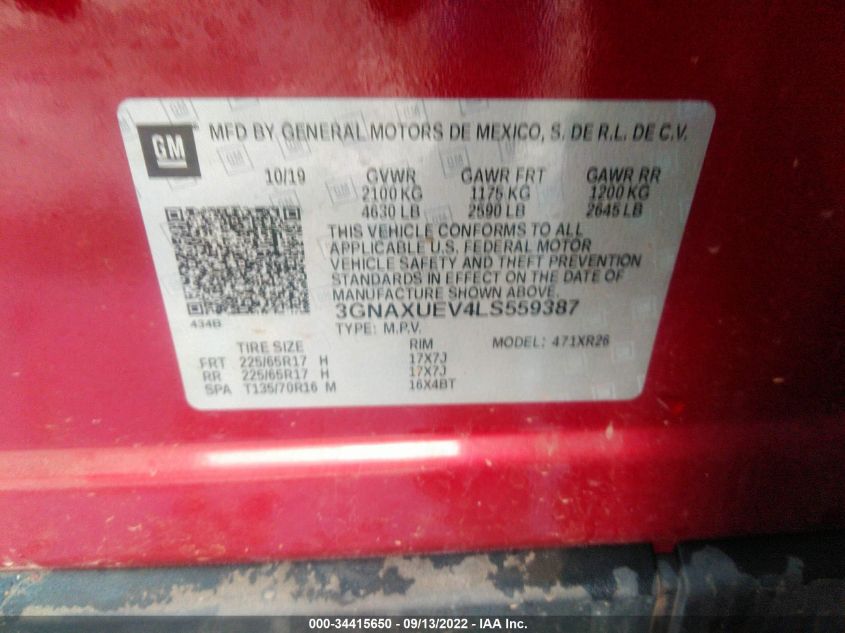 GM MFD BY GENERAL MOTORS DE MEXICO, S. DE R.L. DE C.V.
10/19 GVWR GAWR FRT GAWR RR
2100 KG 1175 KG 1200 KG
4630 LB 2590 LB 2645 LB
THIS VEHICLE CONFORMS TO ALL
APPLICABLE U.S. FEDERAL MOTOR
VEHICLE SAFETY AND THEFT PREVENTION
STANDARDS IN EFFECT ON THE DATE OF
MANUFACTURE SHOWN ABOVE.
434B 3GNAXUEV4LS559387
TYPE: M.P.V. MODEL: 471XR26
TIRE SIZE RIM
FRT 225/65R17 H 17X7J
RR 225/65R17 H 17X7J
SPA T135/70R16 M 16X4BT
000-34415650 - 09/13/2022 - IAA Inc.